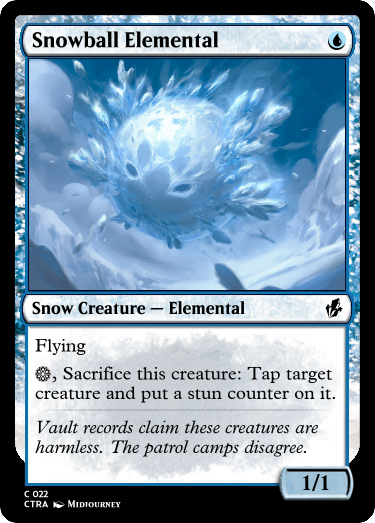 Snowball Elemental
Snow Creature — Elemental
Flying
, Sacrifice this creature: Tap target
creature and put a stun counter on it.
Vault records claim these creatures are
harmless. The patrol camps disagree.
1/1
C 022
CTRA Midjourney